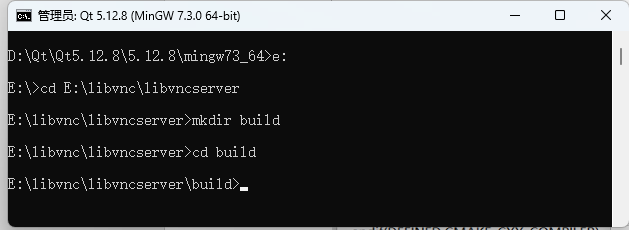 管理员: Qt 5.12.8 (MinGW 7.3.0 64-bit)
D:\Qt\Qt5.12.8\5.12.8\mingw73_64>e:
E:\>cd E:\libvnc\libvncserver
E:\libvnc\libvncserver>mkdir build
E:\libvnc\libvncserver>cd build
E:\libvnc\libvncserver\build>